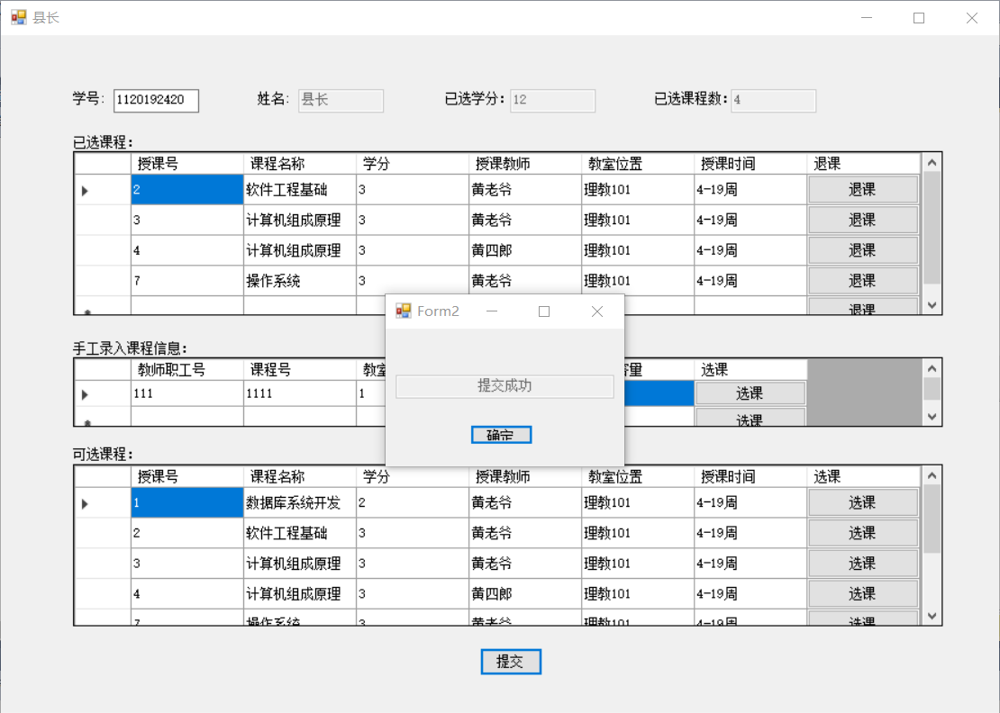 县长
学号: 1120192420 姓名: 县长 已选学分: 12 已选课程数: 4
已选课程:
授课号 课程名称 学分 授课教师 教室位置 授课时间 退课
2 软件工程基础 3 黄老爷 理教101 4-19周 退课
3 计算机组成原理 3 黄老爷 理教101 4-19周 退课
4 计算机组成原理 3 黄四郎 理教101 4-19周 退课
7 操作系统 3 黄老爷 理教101 4-19周 退课
退课
Form2
提交成功
确定
手工录入课程信息:
教师职工号 课程号 选课
111 1111 1 选课
选课
可选课程:
授课号 课程名称 学分 授课教师 教室位置 授课时间 选课
1 数据库系统开发 2 黄老爷 理教101 4-19周 选课
2 软件工程基础 3 黄老爷 理教101 4-19周 选课
3 计算机组成原理 3 黄老爷 理教101 4-19周 选课
4 计算机组成原理 3 黄四郎 理教101 4-19周 选课
7 操作系统 3 黄老爷 理教101 4-19周 选课
提交